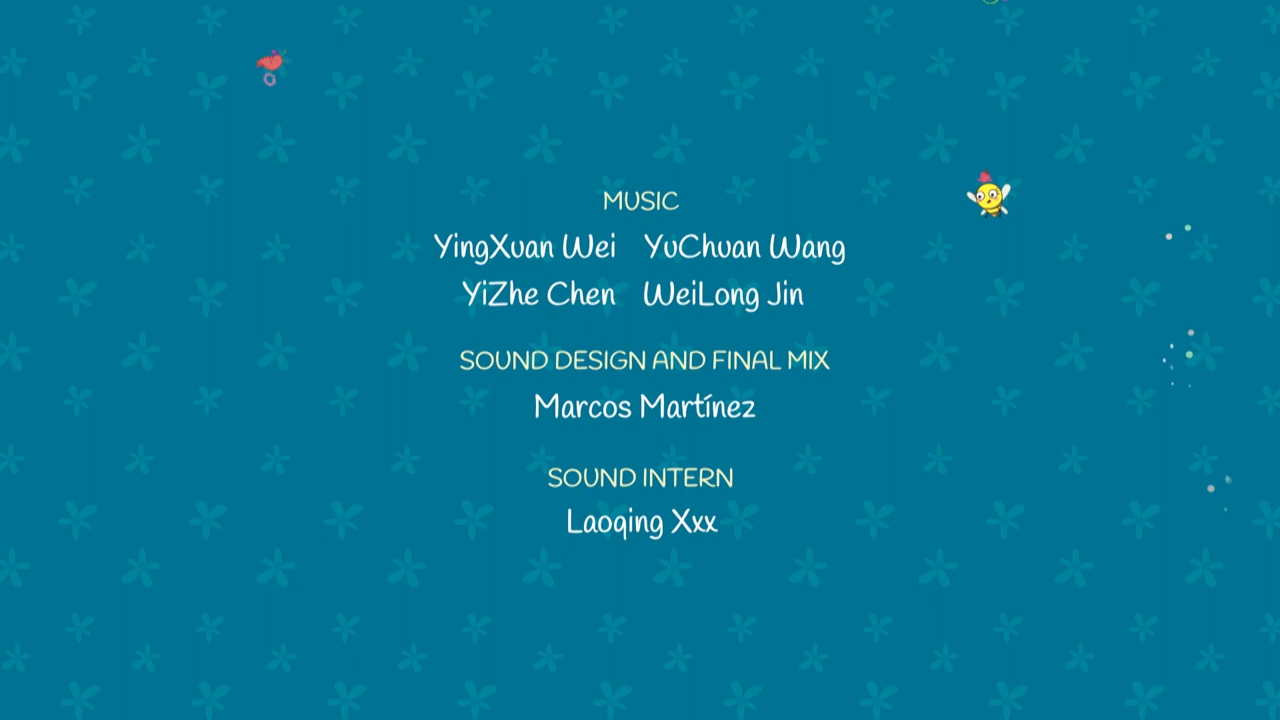 MUSIC
YingXuan Wei YuChuan Wang
YiZhe Chen WeiLong Jin
SOUND DESIGN AND FINAL MIX
Marcos Martínez
SOUND INTERN
Laoqing Xxx